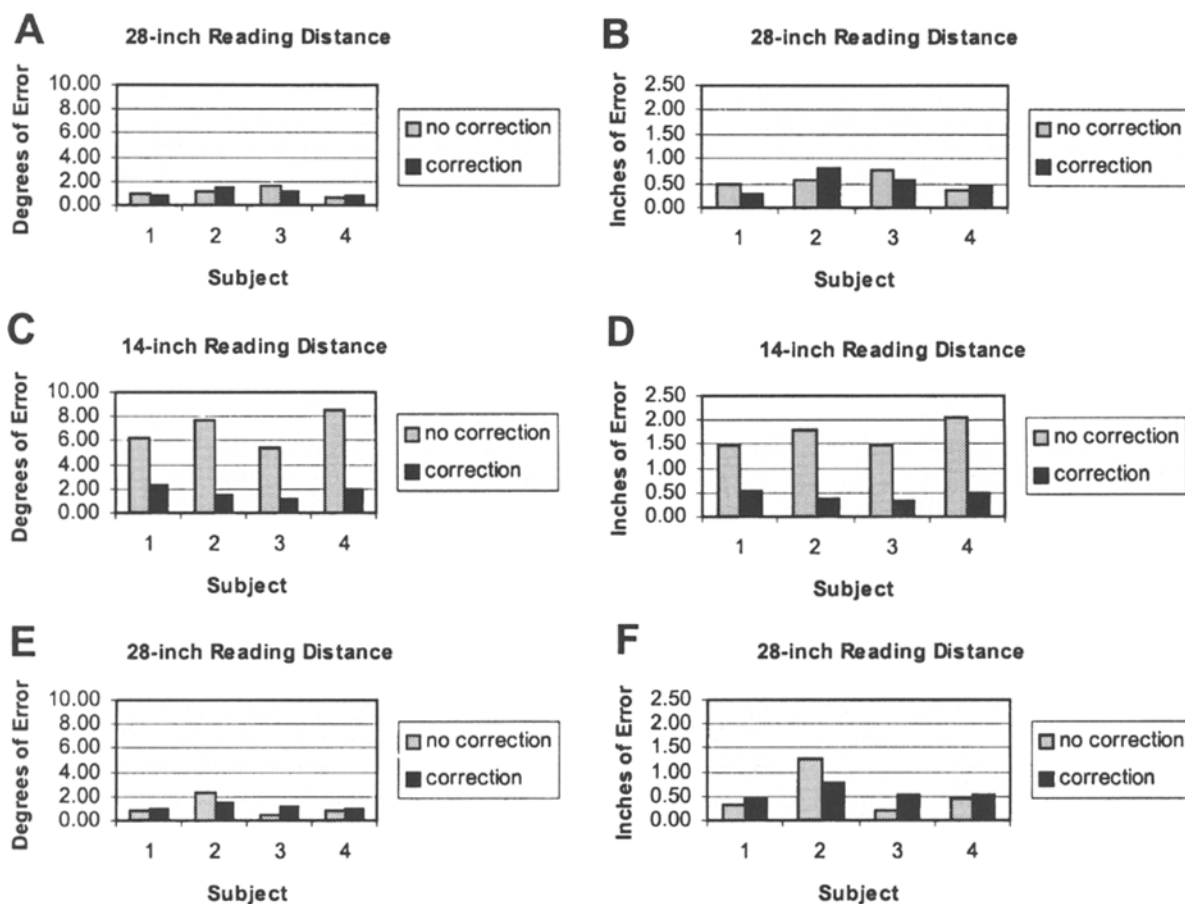 A
28-inch Reading Distance
Degrees of Error
10.00
8.00
6.00
4.00
2.00
0.00
no correction
correction
1 2 3 4
Subject
B
28-inch Reading Distance
Inches of Error
2.50
2.00
1.50
1.00
0.50
0.00
no correction
correction
1 2 3 4
Subject
C
14-inch Reading Distance
Degrees of Error
10.00
8.00
6.00
4.00
2.00
0.00
no correction
correction
1 2 3 4
Subject
D
14-inch Reading Distance
Inches of Error
2.50
2.00
1.50
1.00
0.50
0.00
no correction
correction
1 2 3 4
Subject
E
28-inch Reading Distance
Degrees of Error
10.00
8.00
6.00
4.00
2.00
0.00
no correction
correction
1 2 3 4
Subject
F
28-inch Reading Distance
Inches of Error
2.50
2.00
1.50
1.00
0.50
0.00
no correction
correction
1 2 3 4
Subject